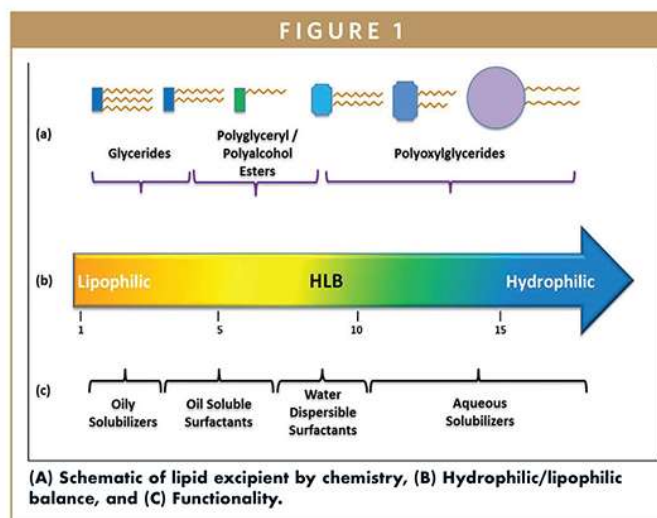 FIGURE 1
(a)
Glycerides
Polyglyceryl /
Polyalcohol
Esters
Polyoxylglycerides
(b)
Lipophilic
HLB
Hydrophilic
1
5
10
15
(c)
Oily
Solubilizers
Oil Soluble
Surfactants
Water
Dispersible
Surfactants
Aqueous
Solubilizers
(A) Schematic of lipid excipient by chemistry, (B) Hydrophilic/lipophilic
balance, and (C) Functionality.